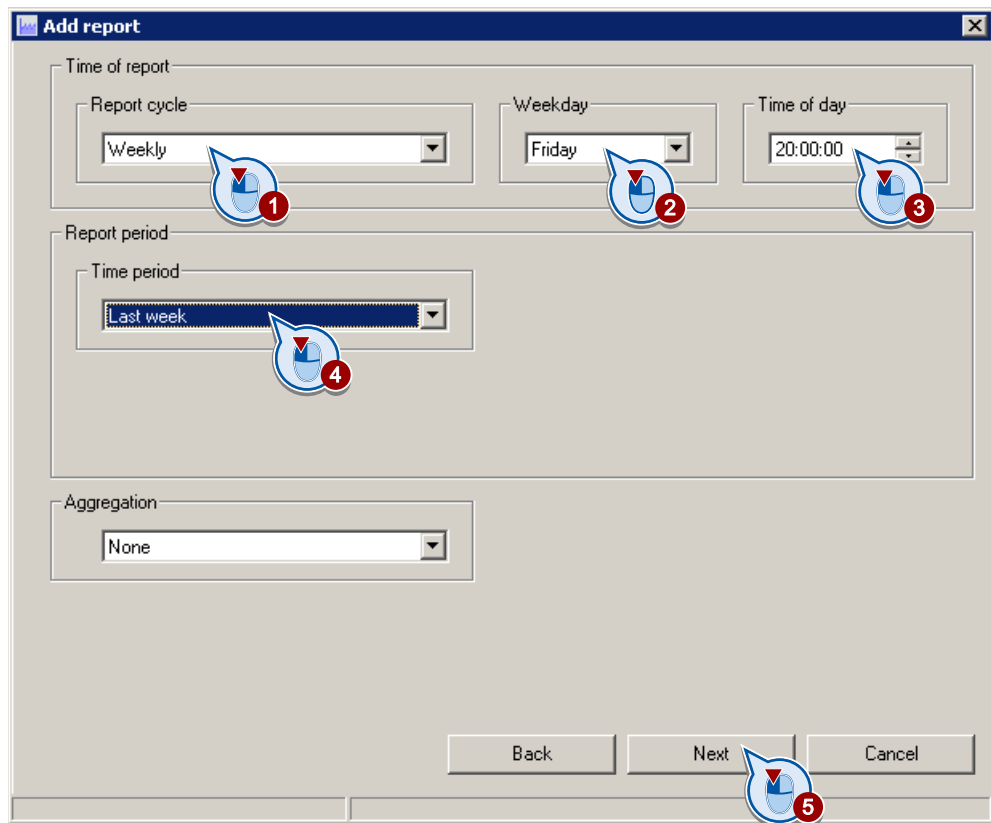 Add report
Time of report
Report cycle
Weekday
Time of day
Weekly
Friday
20:00:00
1
2
3
Report period
Time period
Last week
4
Aggregation
None
Back
Next
Cancel
5